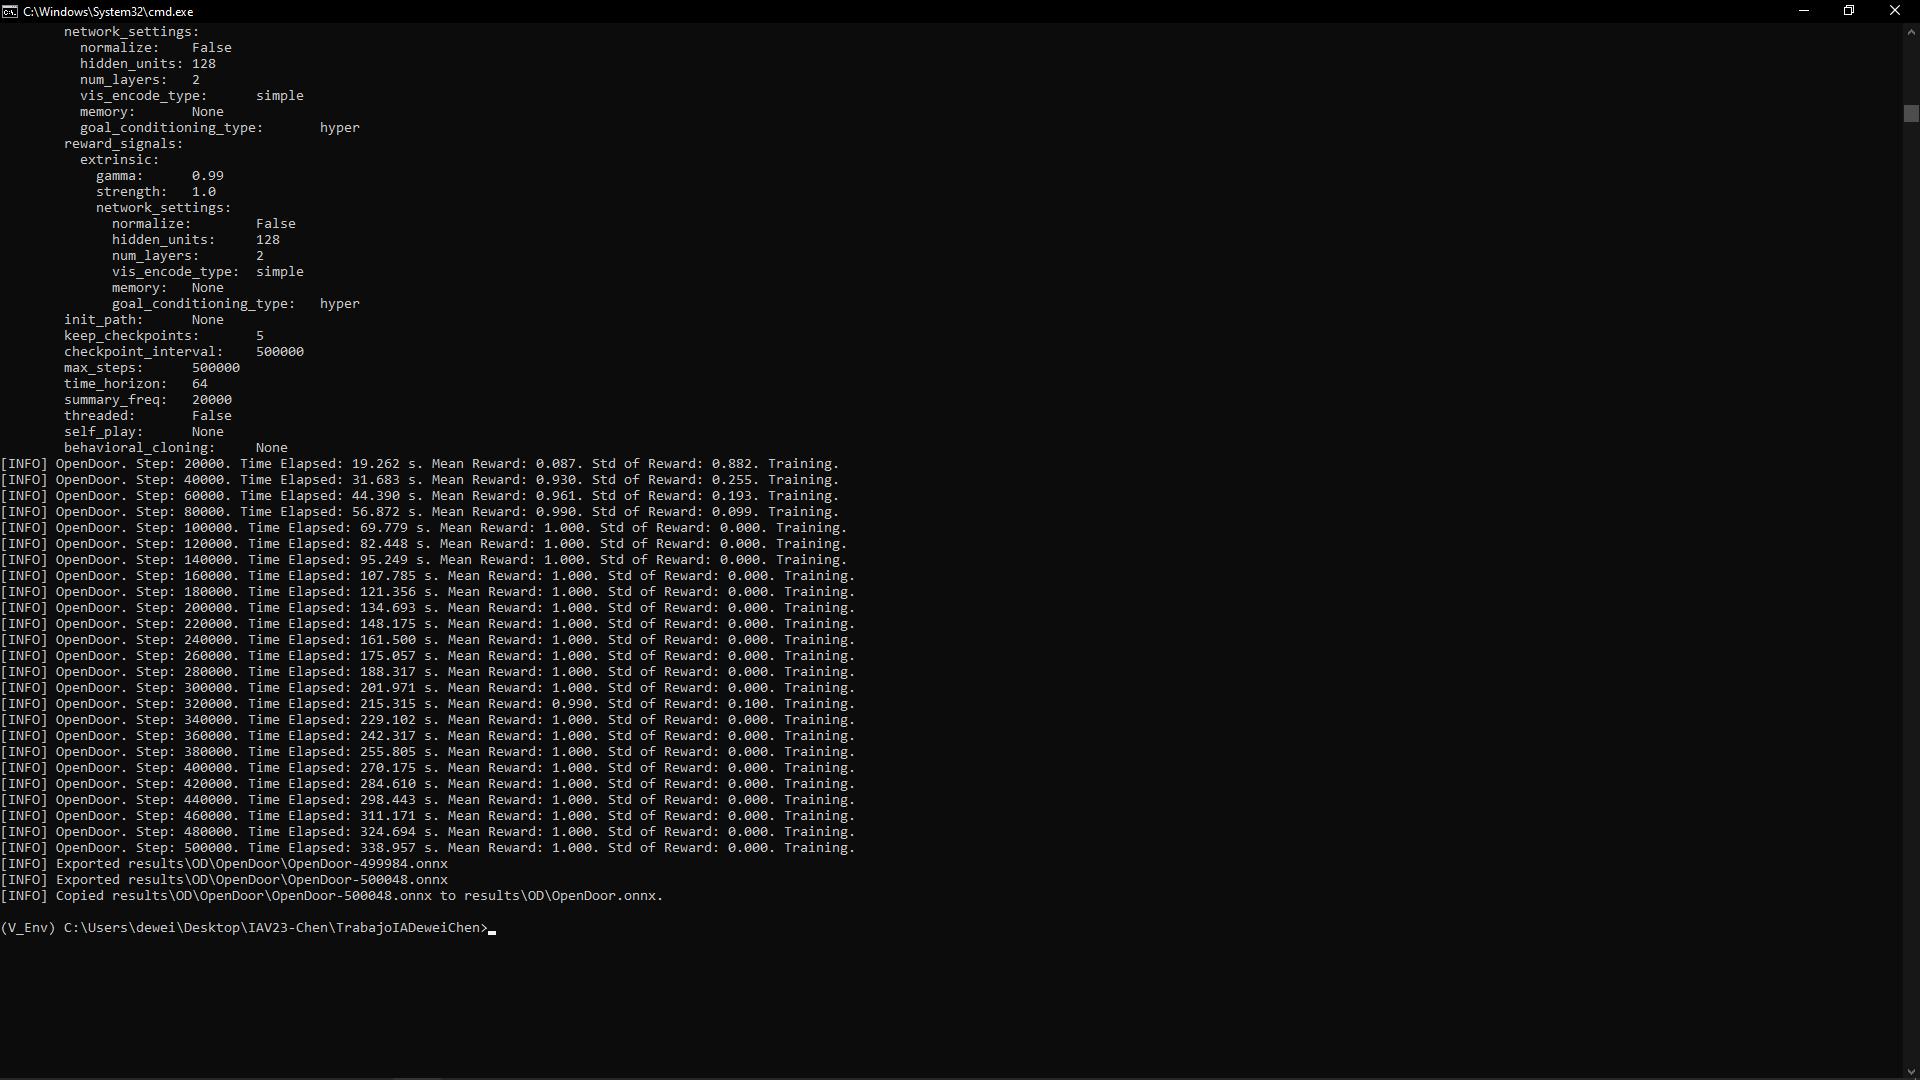 C:\Windows\System32\cmd.exe
network_settings:
normalize: False
hidden_units: 128
num_layers: 2
vis_encode_type: simple
memory: None
goal_conditioning_type: hyper
reward_signals:
extrinsic:
gamma: 0.99
strength: 1.0
network_settings:
normalize: False
hidden_units: 128
num_layers: 2
vis_encode_type: simple
memory: None
goal_conditioning_type: hyper
init_path: None
keep_checkpoints: 5
checkpoint_interval: 500000
max_steps: 500000
time_horizon: 64
summary_freq: 20000
threaded: False
self_play: None
behavioral_cloning: None
[INFO] OpenDoor. Step: 20000. Time Elapsed: 19.262 s. Mean Reward: 0.087. Std of Reward: 0.882. Training.
[INFO] OpenDoor. Step: 40000. Time Elapsed: 31.683 s. Mean Reward: 0.930. Std of Reward: 0.255. Training.
[INFO] OpenDoor. Step: 60000. Time Elapsed: 44.390 s. Mean Reward: 0.961. Std of Reward: 0.193. Training.
[INFO] OpenDoor. Step: 80000. Time Elapsed: 56.872 s. Mean Reward: 0.990. Std of Reward: 0.099. Training.
[INFO] OpenDoor. Step: 100000. Time Elapsed: 69.779 s. Mean Reward: 1.000. Std of Reward: 0.000. Training.
[INFO] OpenDoor. Step: 120000. Time Elapsed: 82.448 s. Mean Reward: 1.000. Std of Reward: 0.000. Training.
[INFO] OpenDoor. Step: 140000. Time Elapsed: 95.249 s. Mean Reward: 1.000. Std of Reward: 0.000. Training.
[INFO] OpenDoor. Step: 160000. Time Elapsed: 107.785 s. Mean Reward: 1.000. Std of Reward: 0.000. Training.
[INFO] OpenDoor. Step: 180000. Time Elapsed: 121.356 s. Mean Reward: 1.000. Std of Reward: 0.000. Training.
[INFO] OpenDoor. Step: 200000. Time Elapsed: 134.693 s. Mean Reward: 1.000. Std of Reward: 0.000. Training.
[INFO] OpenDoor. Step: 220000. Time Elapsed: 148.175 s. Mean Reward: 1.000. Std of Reward: 0.000. Training.
[INFO] OpenDoor. Step: 240000. Time Elapsed: 161.500 s. Mean Reward: 1.000. Std of Reward: 0.000. Training.
[INFO] OpenDoor. Step: 260000. Time Elapsed: 175.057 s. Mean Reward: 1.000. Std of Reward: 0.000. Training.
[INFO] OpenDoor. Step: 280000. Time Elapsed: 188.317 s. Mean Reward: 1.000. Std of Reward: 0.000. Training.
[INFO] OpenDoor. Step: 300000. Time Elapsed: 201.971 s. Mean Reward: 1.000. Std of Reward: 0.000. Training.
[INFO] OpenDoor. Step: 320000. Time Elapsed: 215.315 s. Mean Reward: 0.990. Std of Reward: 0.100. Training.
[INFO] OpenDoor. Step: 340000. Time Elapsed: 229.102 s. Mean Reward: 1.000. Std of Reward: 0.000. Training.
[INFO] OpenDoor. Step: 360000. Time Elapsed: 242.317 s. Mean Reward: 1.000. Std of Reward: 0.000. Training.
[INFO] OpenDoor. Step: 380000. Time Elapsed: 255.805 s. Mean Reward: 1.000. Std of Reward: 0.000. Training.
[INFO] OpenDoor. Step: 400000. Time Elapsed: 270.175 s. Mean Reward: 1.000. Std of Reward: 0.000. Training.
[INFO] OpenDoor. Step: 420000. Time Elapsed: 284.610 s. Mean Reward: 1.000. Std of Reward: 0.000. Training.
[INFO] OpenDoor. Step: 440000. Time Elapsed: 298.443 s. Mean Reward: 1.000. Std of Reward: 0.000. Training.
[INFO] OpenDoor. Step: 460000. Time Elapsed: 311.171 s. Mean Reward: 1.000. Std of Reward: 0.000. Training.
[INFO] OpenDoor. Step: 480000. Time Elapsed: 324.694 s. Mean Reward: 1.000. Std of Reward: 0.000. Training.
[INFO] OpenDoor. Step: 500000. Time Elapsed: 338.957 s. Mean Reward: 1.000. Std of Reward: 0.000. Training.
[INFO] Exported results\OD\OpenDoor\OpenDoor-499984.onnx
[INFO] Exported results\OD\OpenDoor\OpenDoor-500048.onnx
[INFO] Copied results\OD\OpenDoor\OpenDoor-500048.onnx to results\OD\OpenDoor.onnx.
(V_Env) C:\Users\dewei\Desktop\IAV23-Chen\TrabajoIADeweiChen>